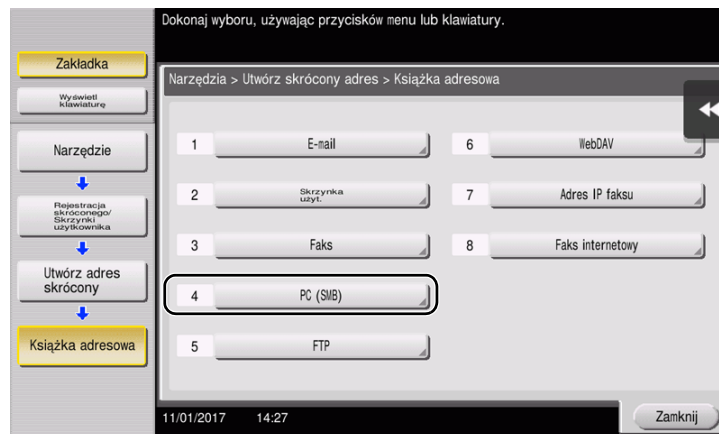 Dokonaj wyboru, używając przycisków menu lub klawiatury.
Zakładka
Wyświetl
klawiaturę
Narzędzie
Rejestracja
skróconego/
Skrzynki
użytkownika
Utwórz adres
skrócony
Książka adresowa
Narzędzia > Utwórz skrócony adres > Książka adresowa
1 E-mail
2 Skrzynka
użyt.
3 Faks
4 PC (SMB)
5 FTP
6 WebDAV
7 Adres IP faksu
8 Faks internetowy
11/01/2017 14:27
Zamknij